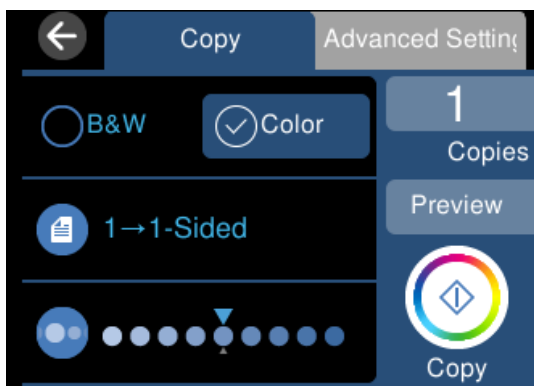 Copy
Advanced Setting
B&W
Color
1
Copies
1→1-Sided
Preview
Copy